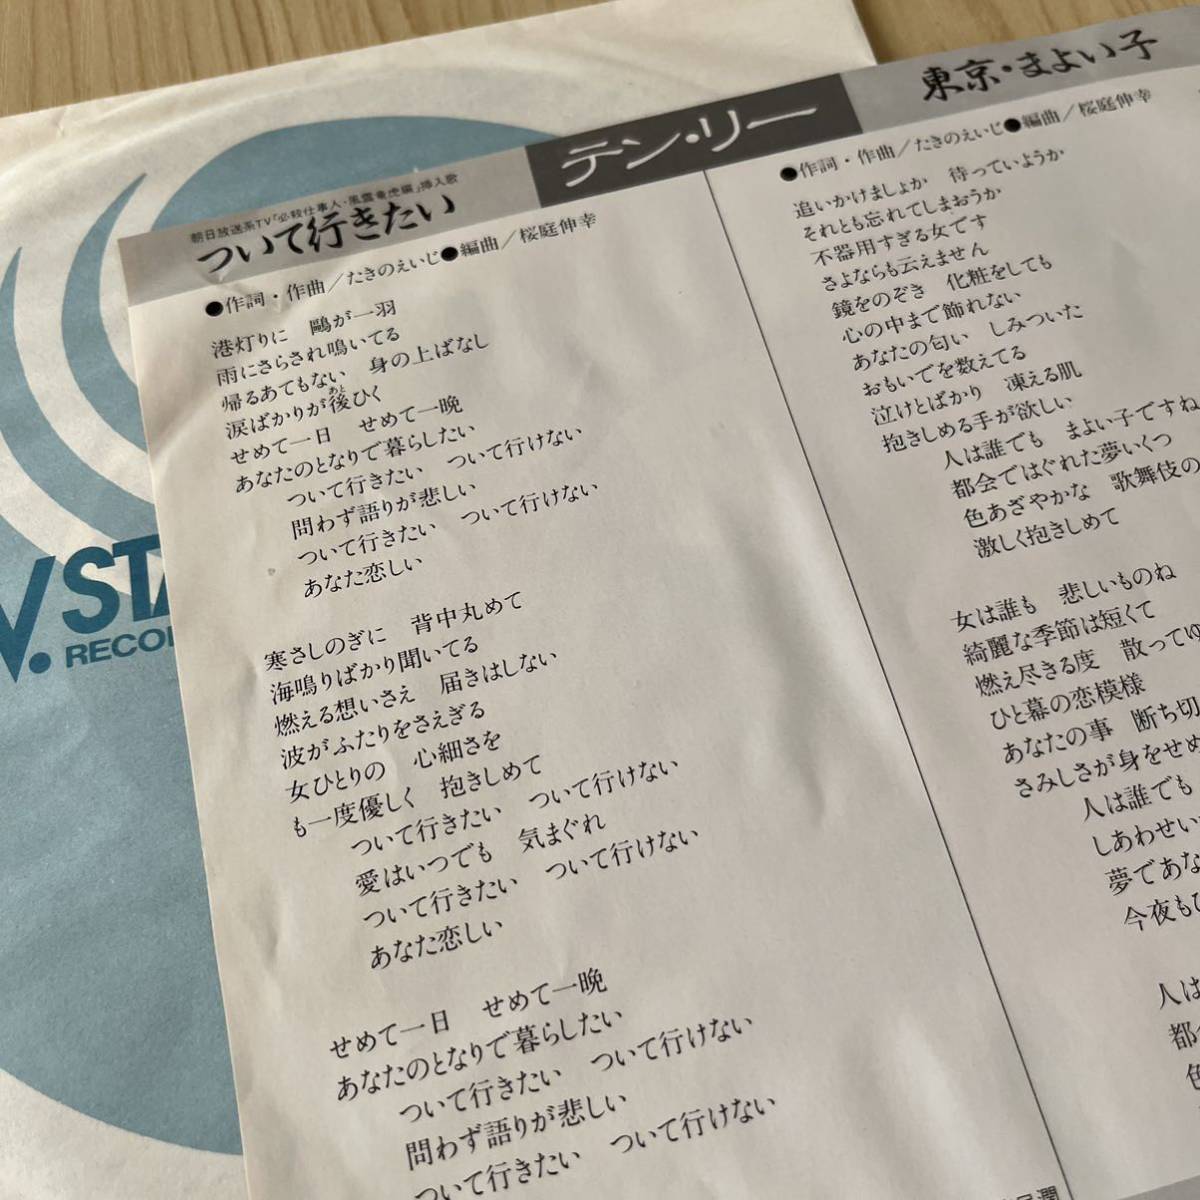 テン・リー
朝日放送系TV「必殺仕事人・風雲竜虎編」挿入歌
ついて行きたい
●作詞・作曲/たきのえいじ●編曲/桜庭伸幸
港灯りに 鷗が一羽
雨にさらされ鳴いてる
帰るあてもない 身の上ばなし
涙ばかりが後ひく
あと
せめて一日 せめて一晩
あなたのとなりで暮らしたい
ついて行きたい ついて行けない
問わず語りが悲しい
ついて行きたい ついて行けない
あなた恋しい
寒さしのぎに 背中丸めて
海鳴りばかり聞いてる
燃える想いさえ 届きはしない
波がふたりをさえぎる
女ひとりの 心細さを
も一度優しく 抱きしめて
ついて行きたい ついて行けない
愛はいつでも 気まぐれ
ついて行きたい ついて行けない
あなた恋しい
せめて一日 せめて一晩
あなたのとなりで暮らしたい
ついて行きたい ついて行けない
問わず語りが悲しい
ついて行きたい ついて行けない
東京・まよい子
●作詞・作曲/たきのえいじ●編曲/桜庭伸幸
追いかけましょか 待っていようか
それとも忘れてしまおうか
不器用すぎる女です
さよならも云えません
鏡をのぞき 化粧をしても
心の中まで飾れない
あなたの匂い しみついた
おもいでを数えてる
泣けとばかり 凍える肌
抱きしめる手が欲しい
人は誰でも まよい子ですね
都会ではぐれた夢いくつ
色あざやかな 歌舞伎の
激しく抱きしめて
女は誰も 悲しいものね
綺麗な季節は短くて
燃え尽きる度 散ってゆ
ひと幕の恋模様
あなたの事 断ち切
さみしさが身をせめ
人は誰でも
しあわせい
夢であな
今夜もひ
人は
都会
色
V.STA
RECO